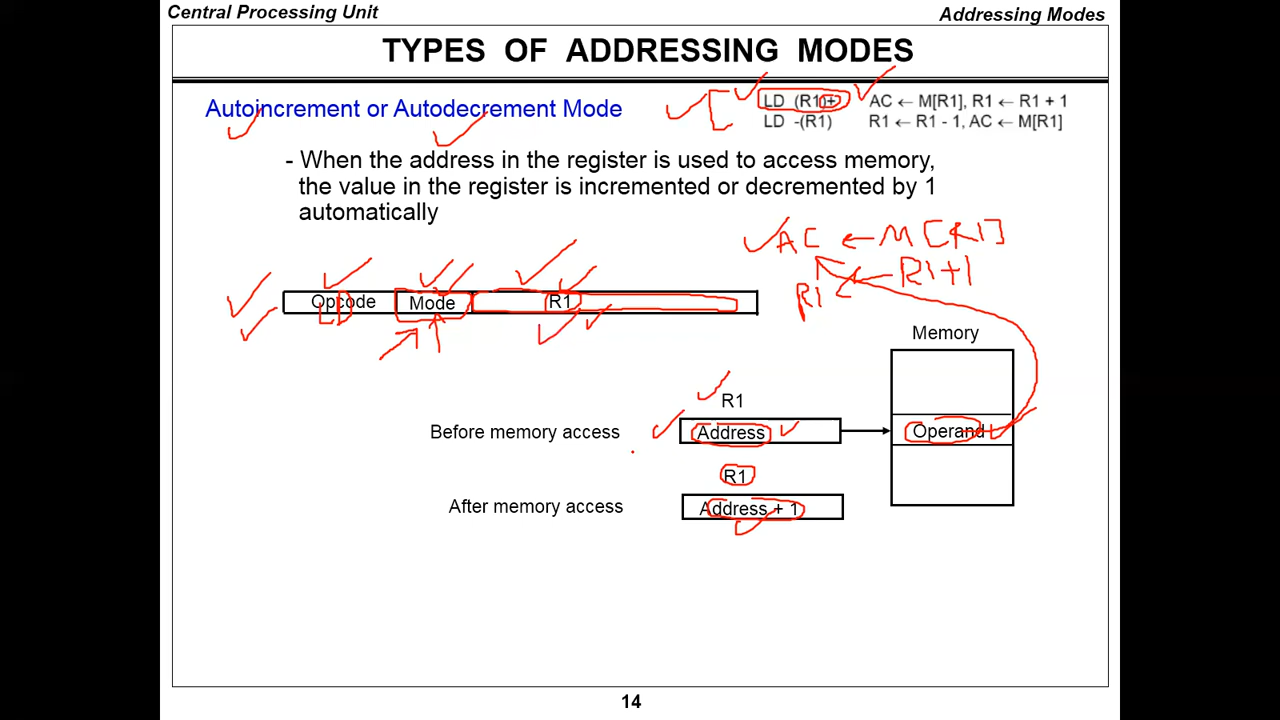 Central Processing Unit
Addressing Modes
TYPES OF ADDRESSING MODES
Autoincrement or Autodecrement Mode
LD (R1)+ AC ← M[R1], R1 ← R1 + 1
LD -(R1) R1 ← R1 - 1, AC ← M[R1]
- When the address in the register is used to access memory,
the value in the register is incremented or decremented by 1
automatically
AC ← M[R1]
R1 ← R1+1
Opcode Mode R1
LD
Memory
R1
Before memory access Address Operand
R1
After memory access Address + 1
14